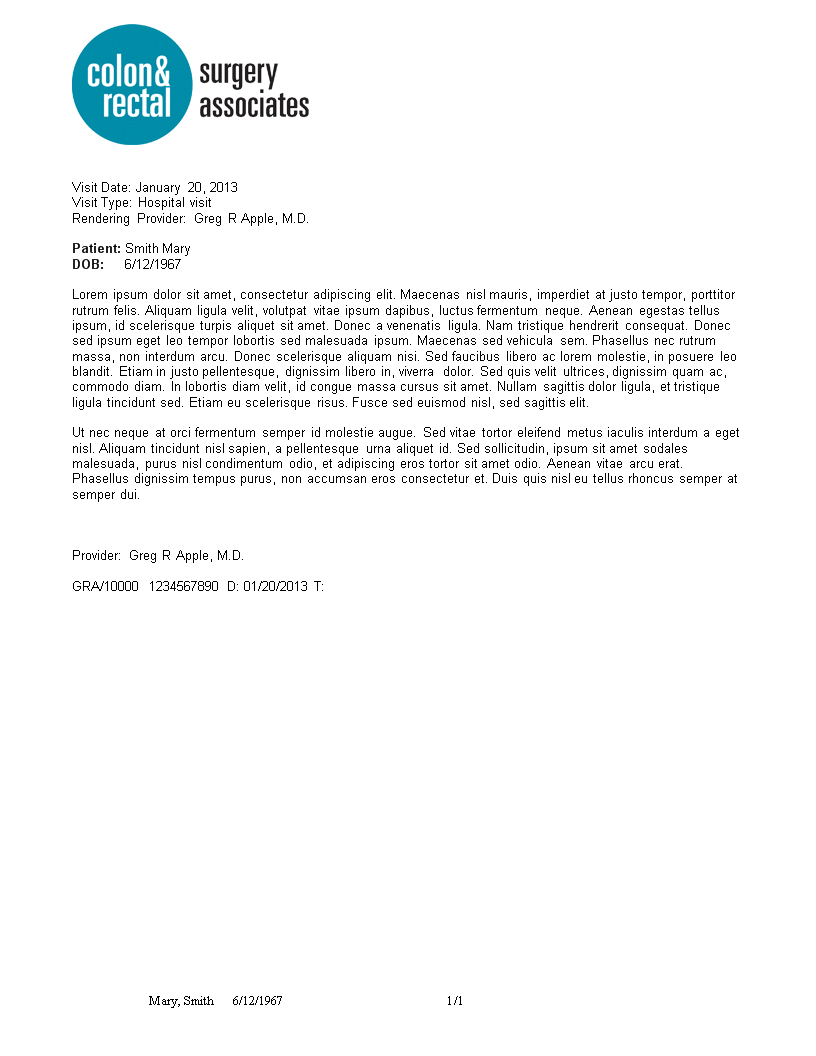 colon&
rectal
surgery
associates
Visit Date: January 20, 2013
Visit Type: Hospital visit
Rendering Provider: Greg R Apple, M.D.
Patient: Smith Mary
DOB: 6/12/1967
Lorem ipsum dolor sit amet, consectetur adipiscing elit. Maecenas nisl mauris, imperdiet at justo tempor, porttitor
rutrum felis. Aliquam ligula velit, volutpat vitae ipsum dapibus, luctus fermentum neque. Aenean egestas tellus
ipsum, id scelerisque turpis aliquet sit amet. Donec a venenatis ligula. Nam tristique hendrerit consequat. Donec
sed ipsum eget leo tempor lobortis sed malesuada ipsum. Maecenas sed vehicula sem. Phasellus nec rutrum
massa, non interdum arcu. Donec scelerisque aliquam nisi. Sed faucibus libero ac lorem molestie, in posuere leo
blandit. Etiam in justo pellentesque, dignissim libero in, viverra dolor. Sed quis velit ultrices, dignissim quam ac,
commodo diam. In lobortis diam velit, id congue massa cursus sit amet. Nullam sagittis dolor ligula, et tristique
ligula tincidunt sed. Etiam eu scelerisque risus. Fusce sed euismod nisl, sed sagittis elit.
Ut nec neque at orci fermentum semper id molestie augue. Sed vitae tortor eleifend metus iaculis interdum a eget
nisl. Aliquam tincidunt nisl sapien, a pellentesque urna aliquet id. Sed sollicitudin, ipsum sit amet sodales
malesuada, purus nisl condimentum odio, et adipiscing eros tortor sit amet odio. Aenean vitae arcu erat.
Phasellus dignissim tempus purus, non accumsan eros consectetur et. Duis quis nisl eu tellus rhoncus semper at
semper dui.
Provider: Greg R Apple, M.D.
GRA/10000 1234567890 D: 01/20/2013 T:
Mary, Smith 6/12/1967 1/1